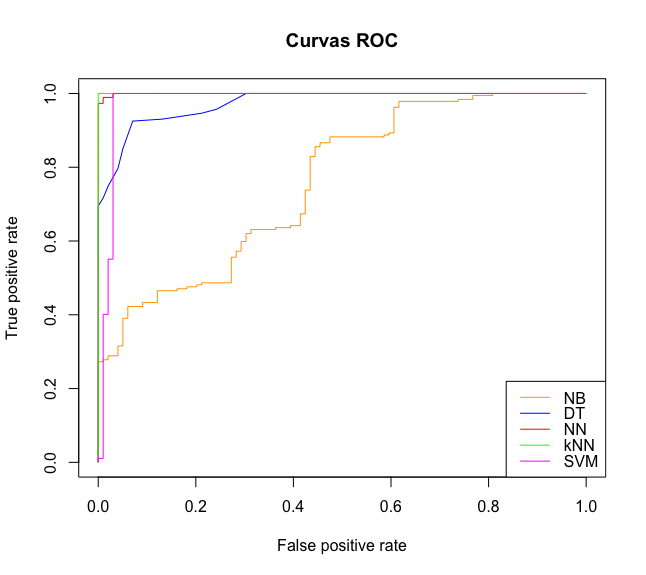 Curvas ROC
True positive rate
1.0
0.8
0.6
0.4
0.2
0.0
NB
DT
NN
kNN
SVM
0.0 0.2 0.4 0.6 0.8 1.0
False positive rate